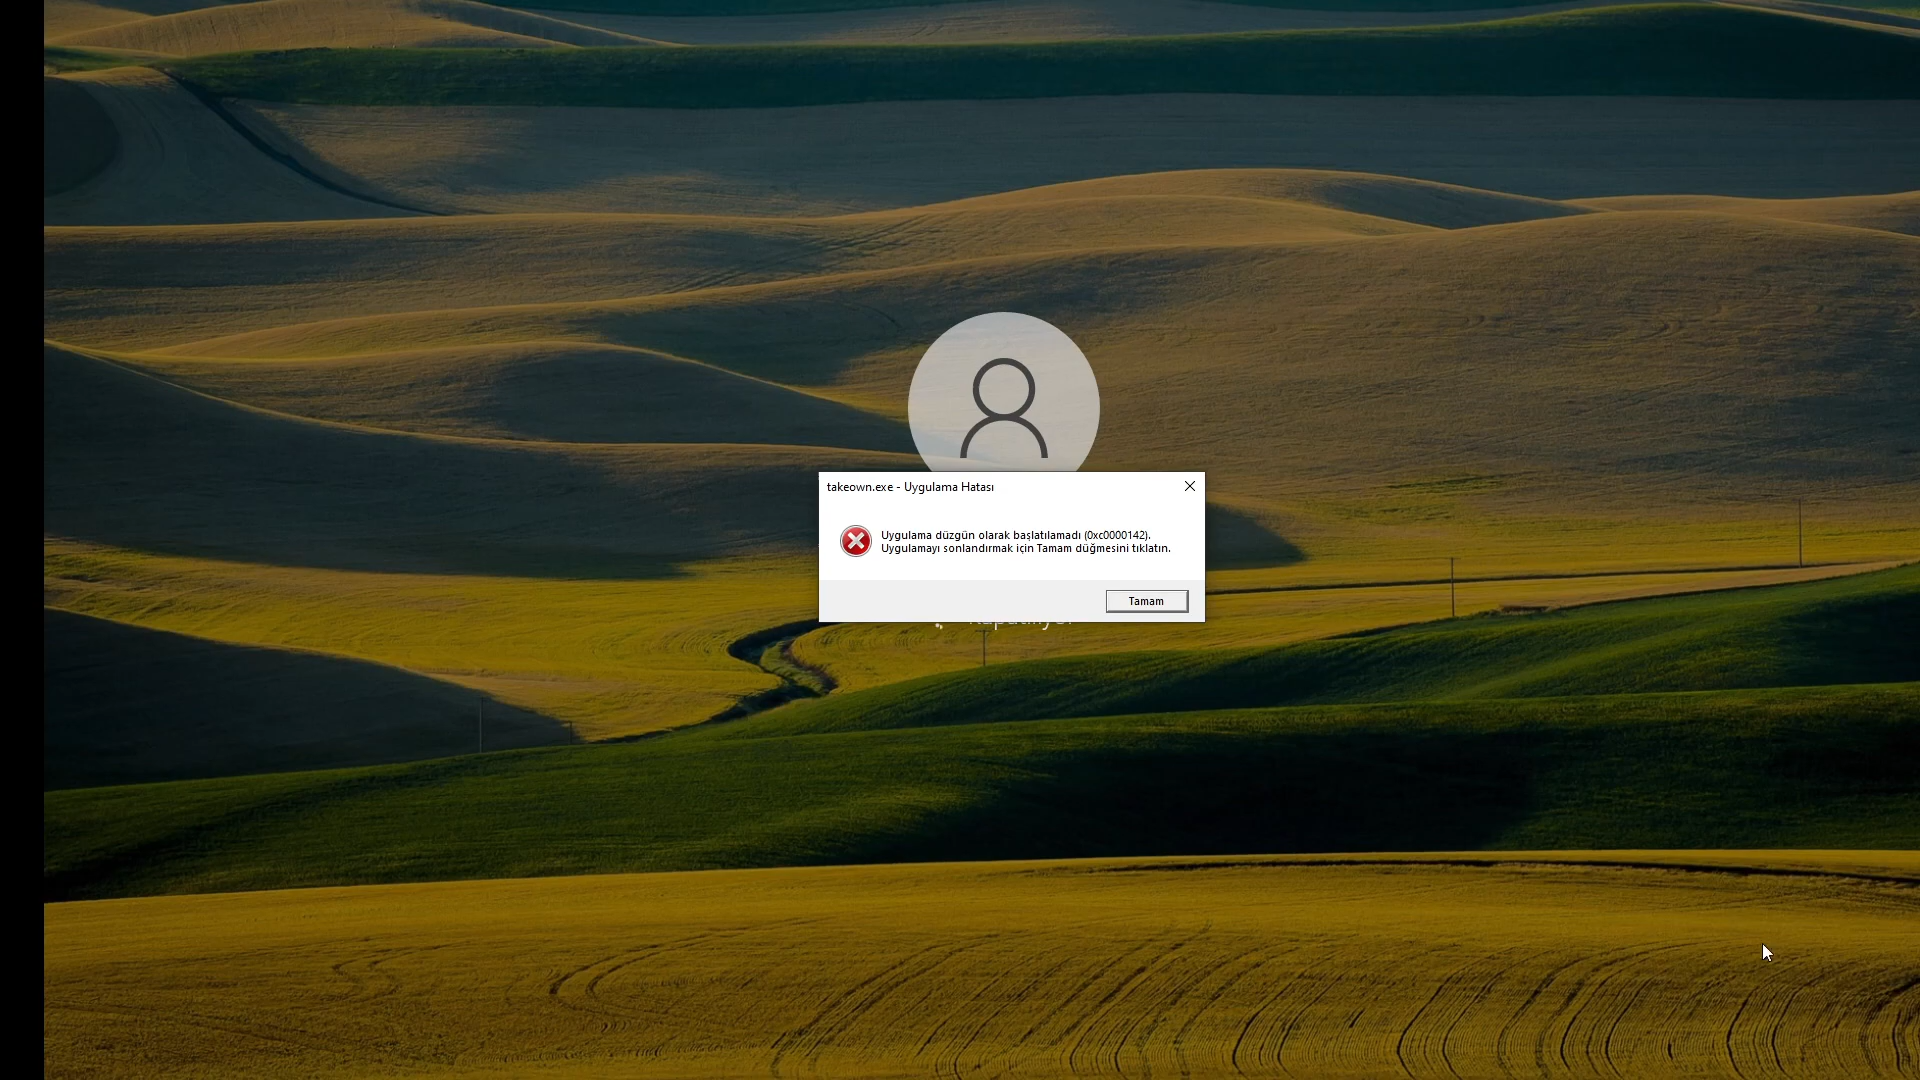 takeown.exe - Uygulama Hatası
Uygulama düzgün olarak başlatılamadı (0xc0000142).
Uygulamayı sonlandırmak için Tamam düğmesini tıklatın.
Tamam